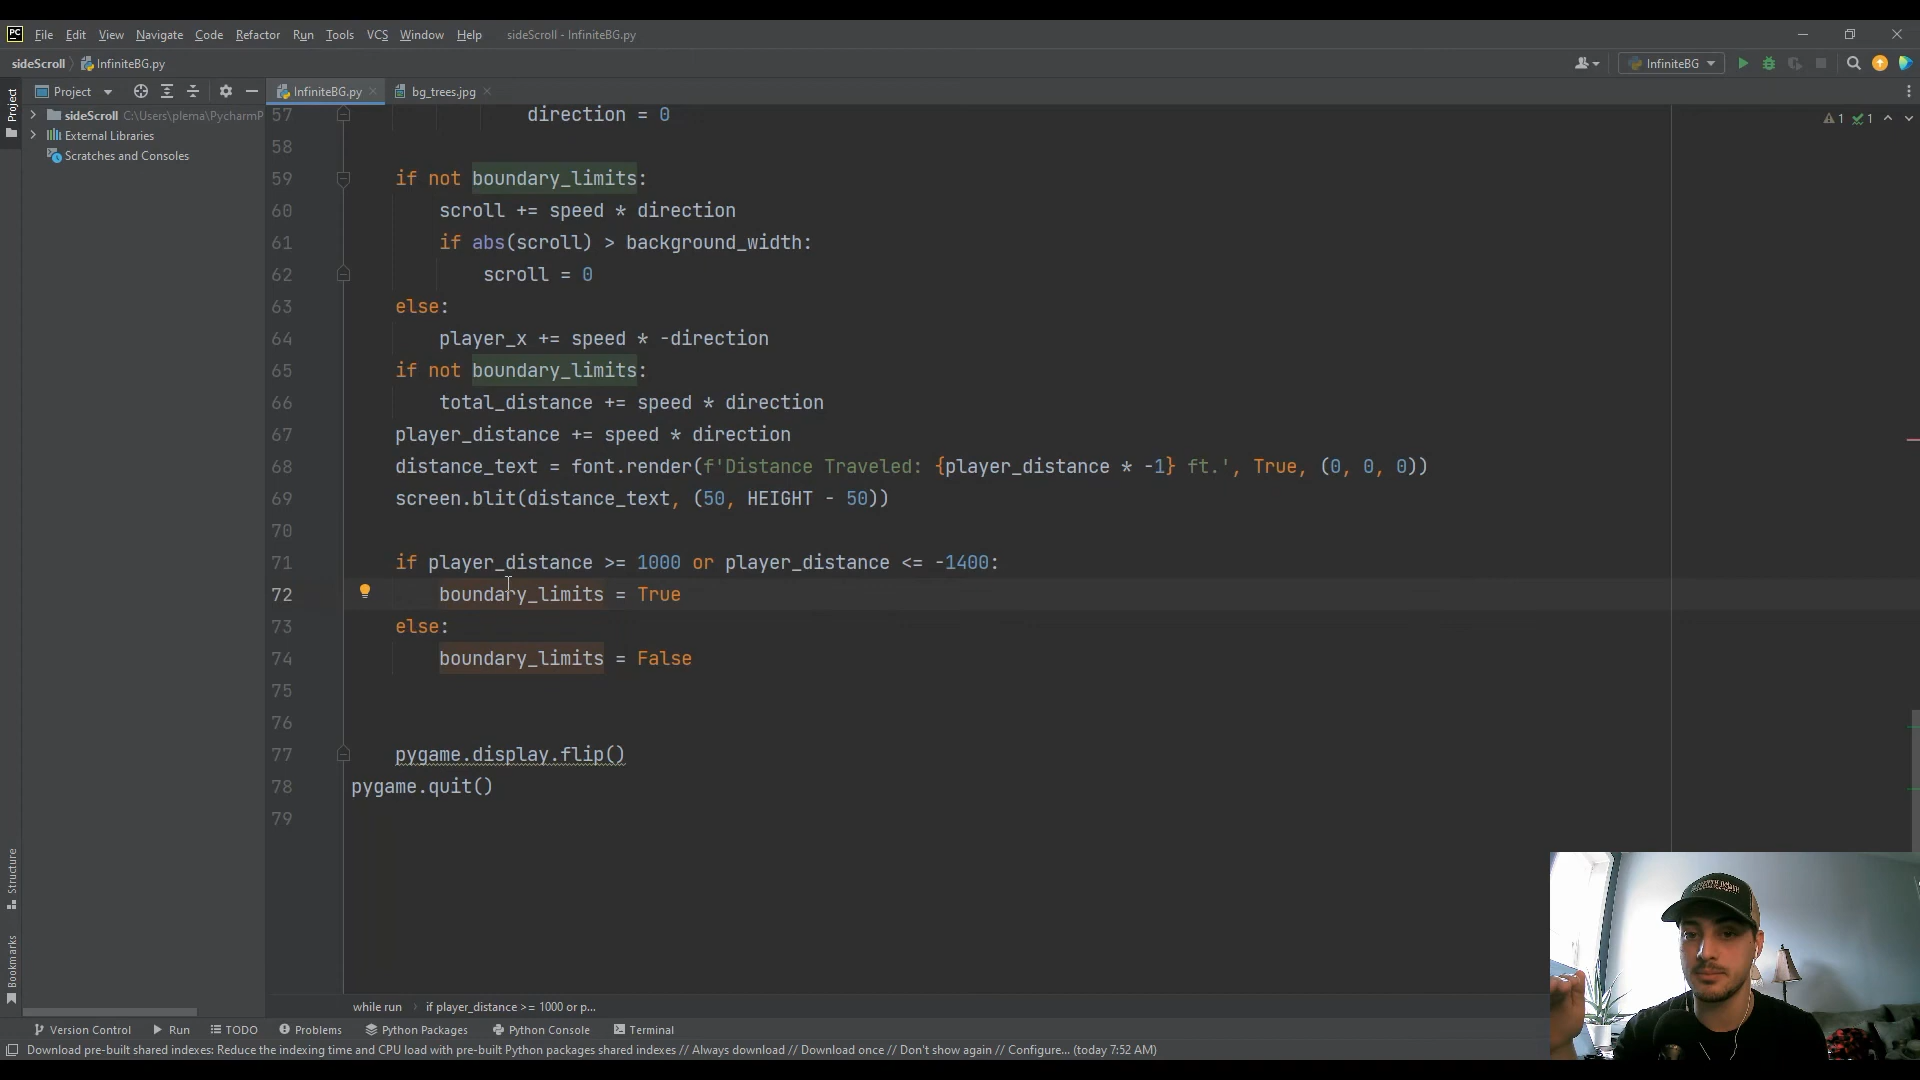 PC File Edit View Navigate Code Refactor Run Tools VCS Window Help sideScroll - InfiniteBG.py
sideScroll InfiniteBG.py InfiniteBG
Project Project InfiniteBG.py bg_trees.jpg
sideScroll C:\Users\plema\PycharmP
External Libraries
Scratches and Consoles
1 1
57 direction = 0
58
59 if not boundary_limits:
60 scroll += speed * direction
61 if abs(scroll) > background_width:
62 scroll = 0
63 else:
64 player_x += speed * -direction
65 if not boundary_limits:
66 total_distance += speed * direction
67 player_distance += speed * direction
68 distance_text = font.render(f'Distance Traveled: {player_distance * -1} ft.', True, (0, 0, 0))
69 screen.blit(distance_text, (50, HEIGHT - 50))
70
71 if player_distance >= 1000 or player_distance <= -1400:
72 boundary_limits = True
73 else:
74 boundary_limits = False
75
76
77 pygame.display.flip()
78 pygame.quit()
79
Structure
Bookmarks
while run if player_distance >= 1000 or p...
Version Control Run TODO Problems Python Packages Python Console Terminal
Download pre-built shared indexes: Reduce the indexing time and CPU load with pre-built Python packages shared indexes // Always download // Download once // Don't show again // Configure... (today 7:52 AM)